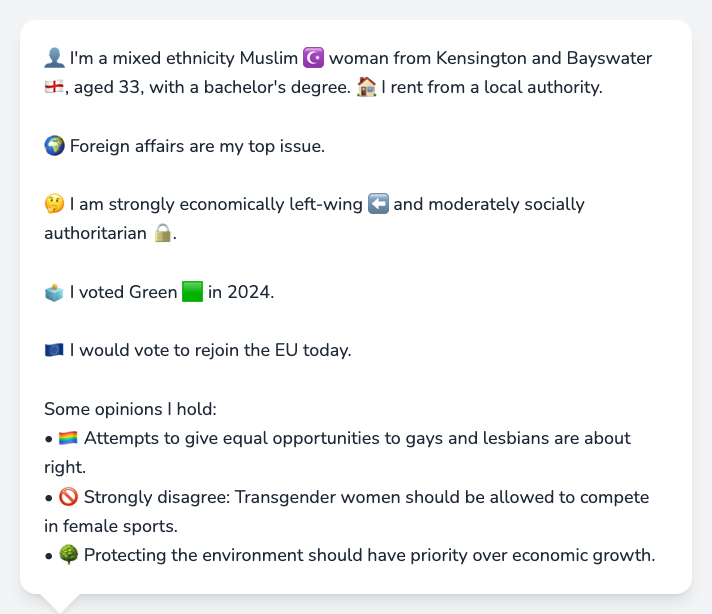 👤 I'm a mixed ethnicity Muslim ☪️ woman from Kensington and Bayswater
🏴󠁧󠁢󠁥󠁮󠁧󠁿, aged 33, with a bachelor's degree. 🏠 I rent from a local authority.
🌍 Foreign affairs are my top issue.
🤔 I am strongly economically left-wing ⬅️ and moderately socially
authoritarian 🔒.
🗳️ I voted Green 🟩 in 2024.
🇪🇺 I would vote to rejoin the EU today.
Some opinions I hold:
• 🏳️‍🌈 Attempts to give equal opportunities to gays and lesbians are about
right.
• 🚫 Strongly disagree: Transgender women should be allowed to compete
in female sports.
• 🌳 Protecting the environment should have priority over economic growth.